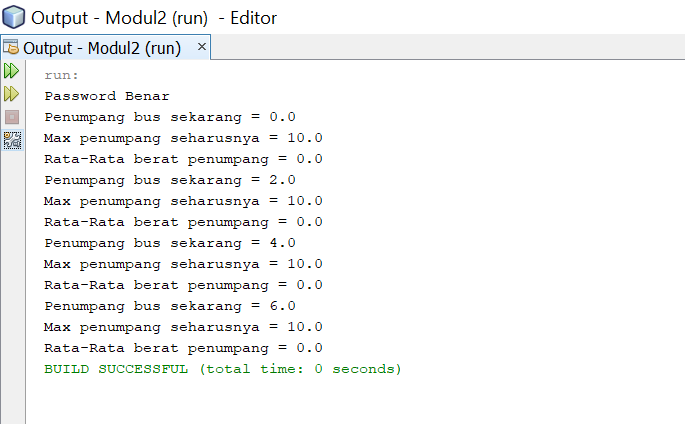 Output - Modul2 (run) - Editor
Output - Modul2 (run) ×
run:
Password Benar
Penumpang bus sekarang = 0.0
Max penumpang seharusnya = 10.0
Rata-Rata berat penumpang = 0.0
Penumpang bus sekarang = 2.0
Max penumpang seharusnya = 10.0
Rata-Rata berat penumpang = 0.0
Penumpang bus sekarang = 4.0
Max penumpang seharusnya = 10.0
Rata-Rata berat penumpang = 0.0
Penumpang bus sekarang = 6.0
Max penumpang seharusnya = 10.0
Rata-Rata berat penumpang = 0.0
BUILD SUCCESSFUL (total time: 0 seconds)